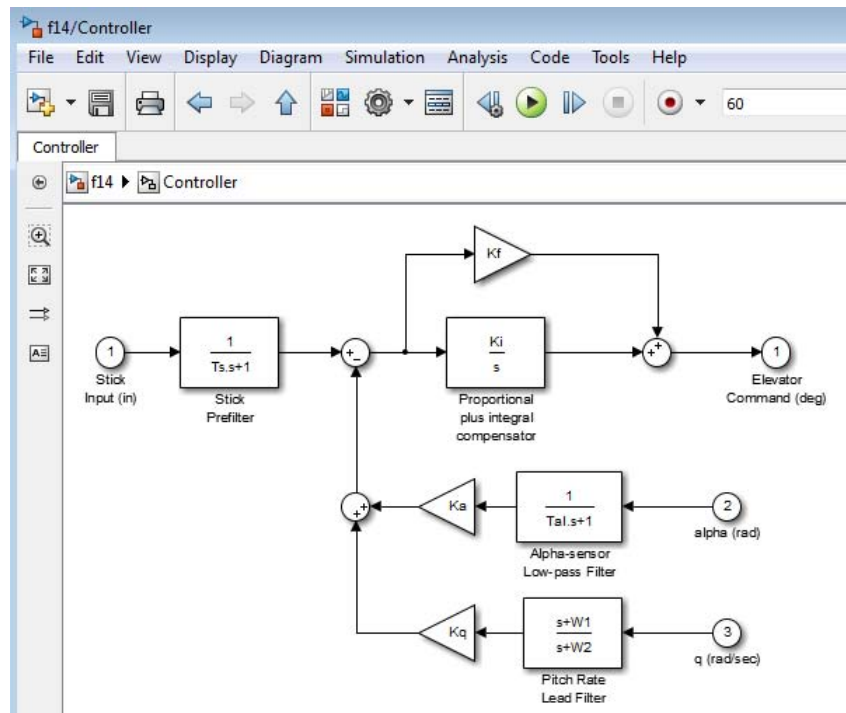 f14/Controller
File Edit View Display Diagram Simulation Analysis Code Tools Help
60
Controller
f14 Controller
Kf
1
Stick
Input (in)
1
Ts.s+1
Stick
Prefilter
+-
Ki
s
Proportional
plus integral
compensator
++
1
Elevator
Command (deg)
++
Ka
1
Tal.s+1
Alpha-sensor
Low-pass Filter
2
alpha (rad)
Kq
s+W1
s+W2
Pitch Rate
Lead Filter
3
q (rad/sec)